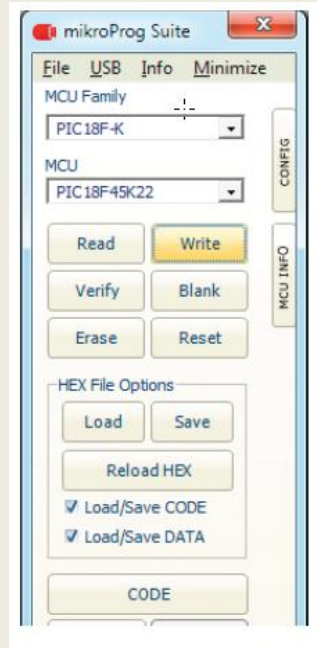 mikroProg Suite
File USB Info Minimize
MCU Family
PIC18F-K
CONFIG
MCU
PIC18F45K22
Read Write
MCU INFO
Verify Blank
Erase Reset
HEX File Options
Load Save
Reload HEX
Load/Save CODE
Load/Save DATA
CODE